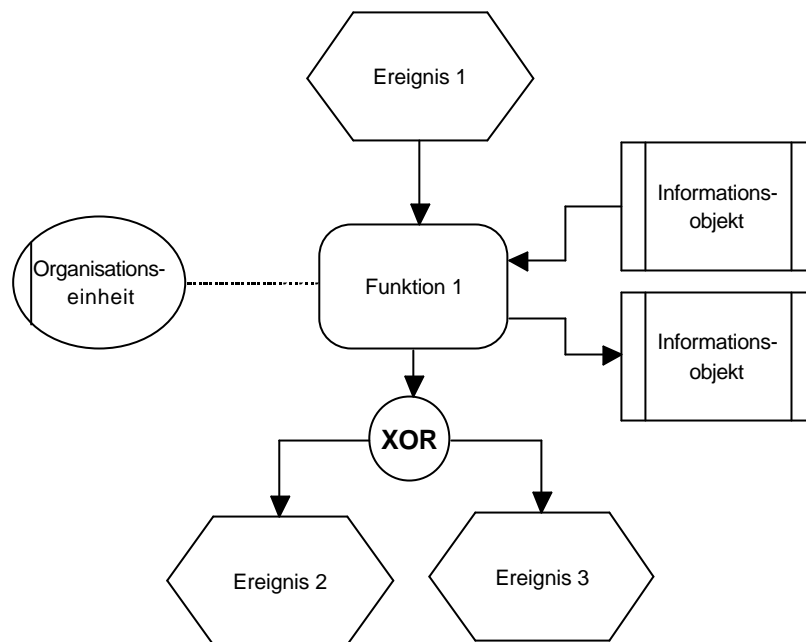 Ereignis 1
Informations-
objekt
Organisations-
einheit
Funktion 1
Informations-
objekt
XOR
Ereignis 2
Ereignis 3